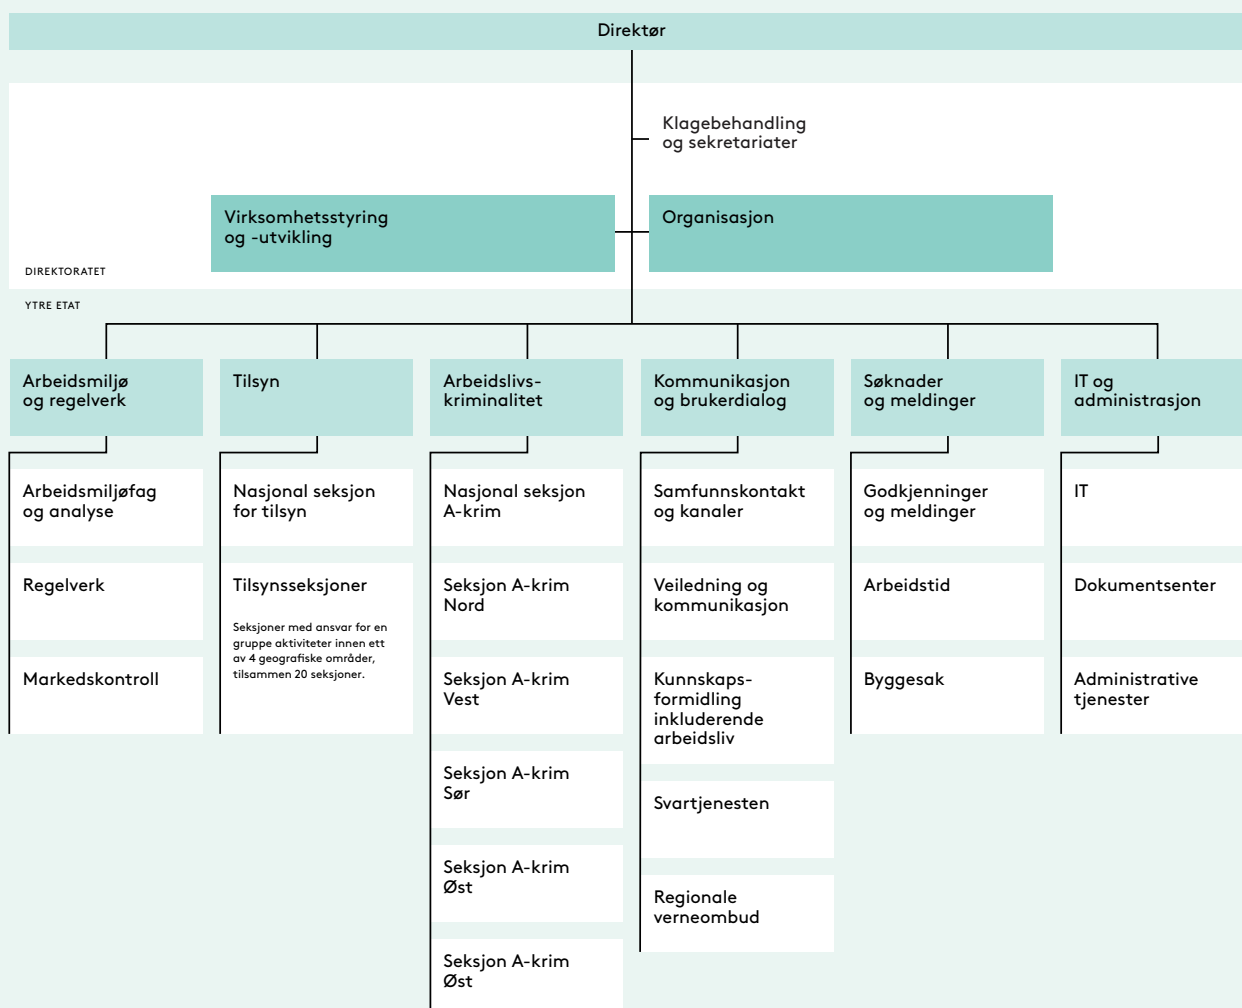 Direktør
Klagebehandling
og sekretariater
Virksomhetsstyring
og -utvikling
Organisasjon
DIREKTORATET
YTRE ETAT
Arbeidsmiljø
og regelverk
Arbeidsmiljøfag
og analyse
Regelverk
Markedskontroll
Tilsyn
Nasjonal seksjon
for tilsyn
Tilsynsseksjoner
Seksjoner med ansvar for en
gruppe aktiviteter innen ett
av 4 geografiske områder,
tilsammen 20 seksjoner.
Arbeidslivs-
kriminalitet
Nasjonal seksjon
A-krim
Seksjon A-krim
Nord
Seksjon A-krim
Vest
Seksjon A-krim
Sør
Seksjon A-krim
Øst
Seksjon A-krim
Øst
Kommunikasjon
og brukerdialog
Samfunnskontakt
og kanaler
Veiledning og
kommunikasjon
Kunnskaps-
formidling
inkluderende
arbeidsliv
Svartjenesten
Regionale
verneombud
Søknader
og meldinger
Godkjenninger
og meldinger
Arbeidstid
Byggesak
IT og
administrasjon
IT
Dokumentsenter
Administrative
tjenester